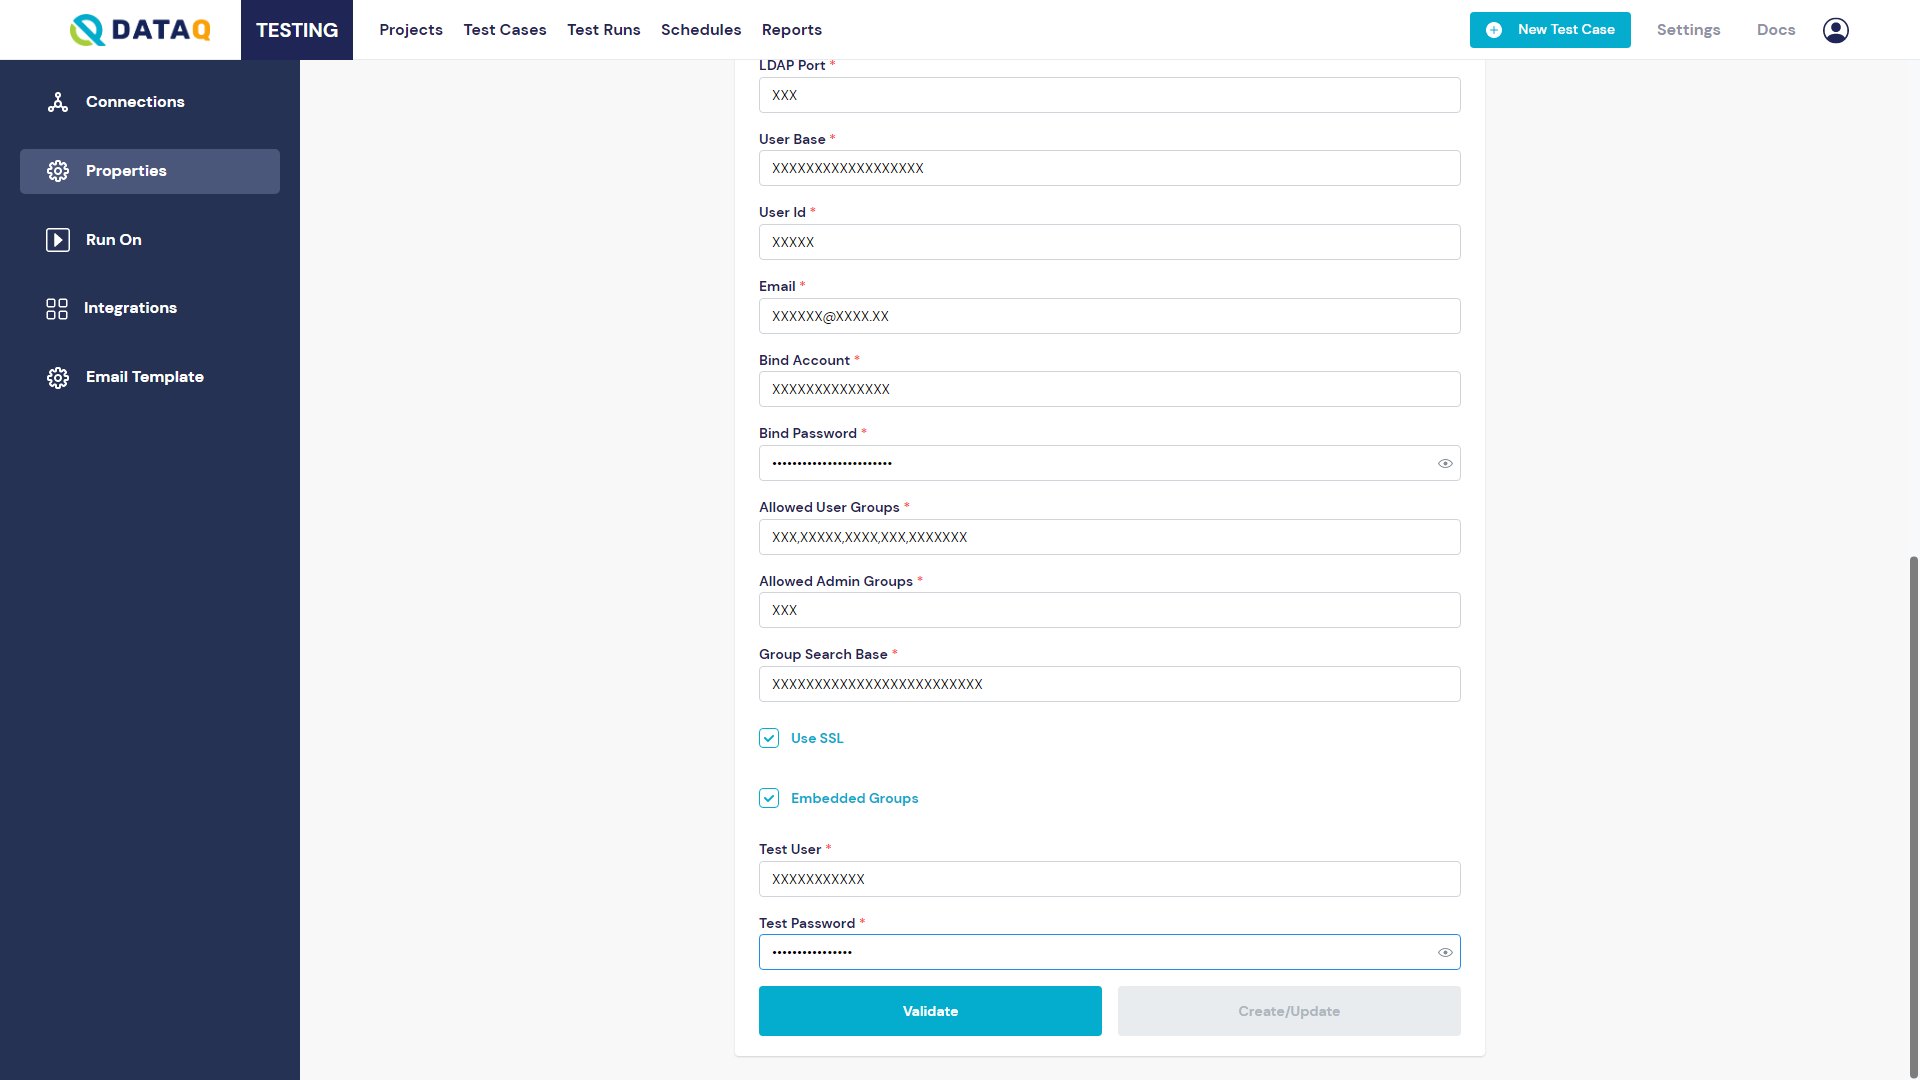 DATAQ TESTING Projects Test Cases Test Runs Schedules Reports New Test Case Settings Docs
Connections
Properties
Run On
Integrations
Email Template
LDAP Port *
XXX
User Base *
XXXXXXXXXXXXXXXXXX
User Id *
XXXXX
Email *
XXXXXX@XXXX.XX
Bind Account *
XXXXXXXXXXXXXX
Bind Password *
••••••••••••••••••••••••
Allowed User Groups *
XXX,XXXXX,XXXX,XXX,XXXXXXX
Allowed Admin Groups *
XXX
Group Search Base *
XXXXXXXXXXXXXXXXXXXXXXXXX
Use SSL
Embedded Groups
Test User *
XXXXXXXXXXX
Test Password *
••••••••••••••••
Validate Create/Update